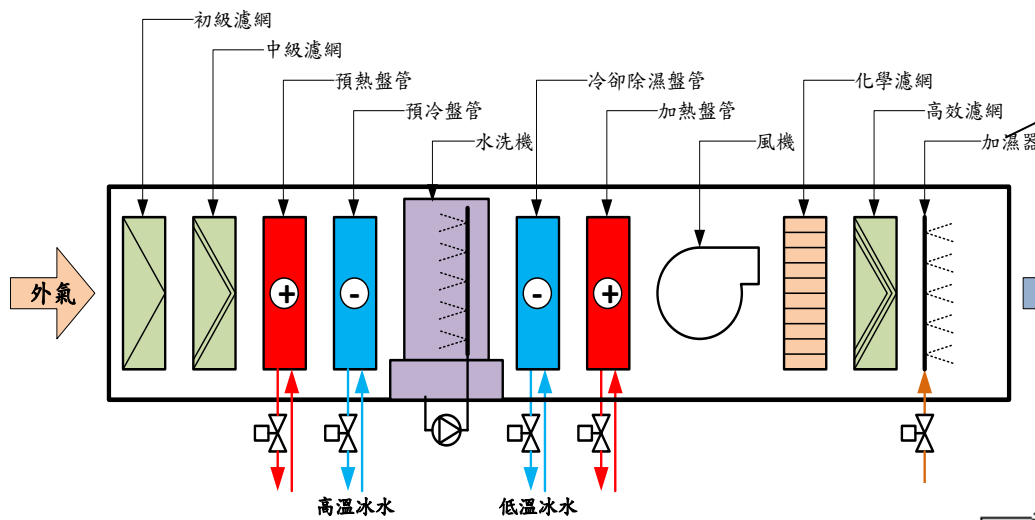 初級濾網
中級濾網
預熱盤管
預冷盤管
水洗機
冷卻除濕盤管
加熱盤管
風機
化學濾網
高效濾網
加濕器
外氣
+
-
-
+
高溫冰水
低溫冰水